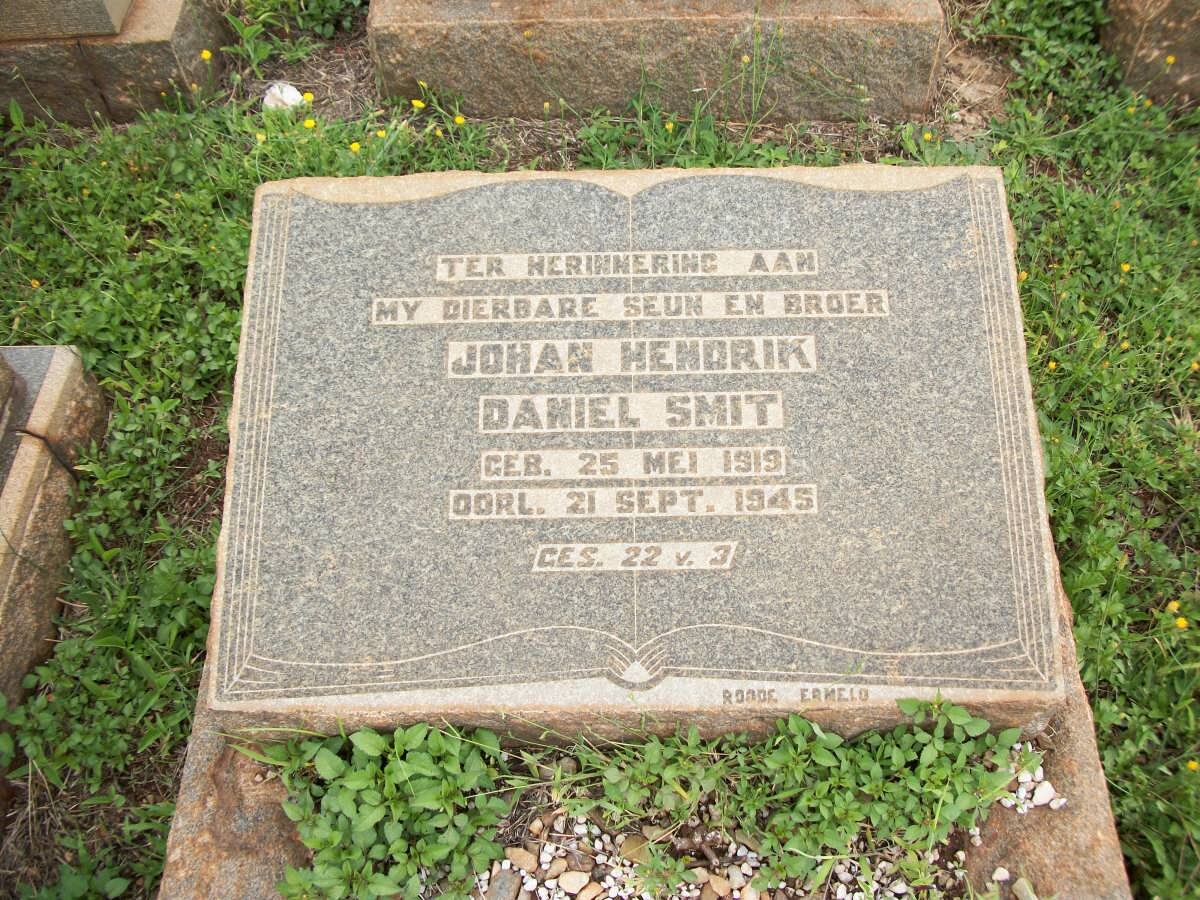 TER HERINNERING AAN
MY DIERBARE SEUN EN BROER
JOHAN HENDRIK
DANIEL SMIT
GEB. 25 MEI 1919
OORL. 21 SEPT. 1945
GES. 22 v. 3
ROODE ERMELO